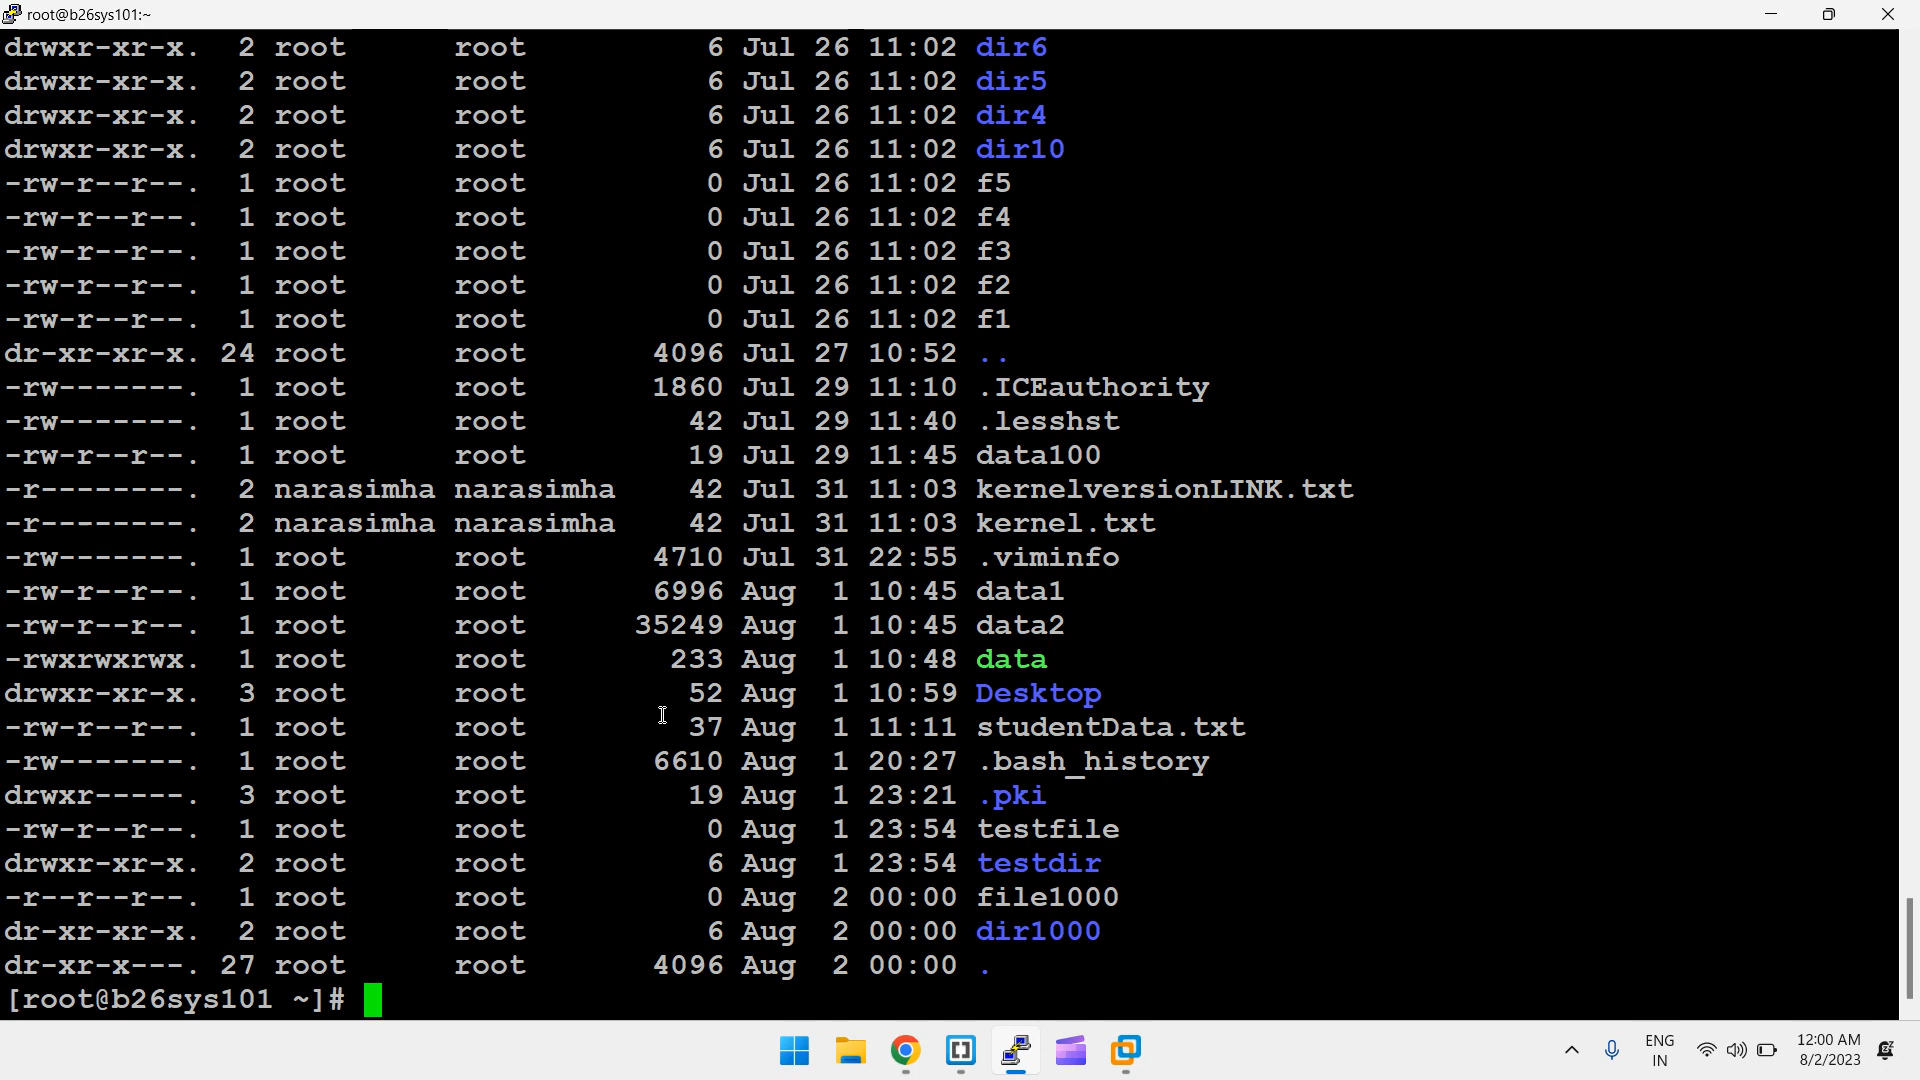 root@b26sys101:~
drwxr-xr-x.  2 root      root          6 Jul 26 11:02 dir6
drwxr-xr-x.  2 root      root          6 Jul 26 11:02 dir5
drwxr-xr-x.  2 root      root          6 Jul 26 11:02 dir4
drwxr-xr-x.  2 root      root          6 Jul 26 11:02 dir10
-rw-r--r--.  1 root      root          0 Jul 26 11:02 f5
-rw-r--r--.  1 root      root          0 Jul 26 11:02 f4
-rw-r--r--.  1 root      root          0 Jul 26 11:02 f3
-rw-r--r--.  1 root      root          0 Jul 26 11:02 f2
-rw-r--r--.  1 root      root          0 Jul 26 11:02 f1
dr-xr-xr-x. 24 root      root       4096 Jul 27 10:52 ..
-rw-------.  1 root      root       1860 Jul 29 11:10 .ICEauthority
-rw-------.  1 root      root         42 Jul 29 11:40 .lesshst
-rw-r--r--.  1 root      root         19 Jul 29 11:45 data100
-r--------.  2 narasimha narasimha    42 Jul 31 11:03 kernelversionLINK.txt
-r--------.  2 narasimha narasimha    42 Jul 31 11:03 kernel.txt
-rw-------.  1 root      root       4710 Jul 31 22:55 .viminfo
-rw-r--r--.  1 root      root       6996 Aug  1 10:45 data1
-rw-r--r--.  1 root      root      35249 Aug  1 10:45 data2
-rwxrwxrwx.  1 root      root        233 Aug  1 10:48 data
drwxr-xr-x.  3 root      root         52 Aug  1 10:59 Desktop
-rw-r--r--.  1 root      root         37 Aug  1 11:11 studentData.txt
-rw-------.  1 root      root       6610 Aug  1 20:27 .bash_history
drwxr-----.  3 root      root         19 Aug  1 23:21 .pki
-rw-r--r--.  1 root      root          0 Aug  1 23:54 testfile
drwxr-xr-x.  2 root      root          6 Aug  1 23:54 testdir
-r--r--r--.  1 root      root          0 Aug  2 00:00 file1000
dr-xr-xr-x.  2 root      root          6 Aug  2 00:00 dir1000
dr-xr-x---. 27 root      root       4096 Aug  2 00:00 .
[root@b26sys101 ~]#
ENG
IN
12:00 AM
8/2/2023